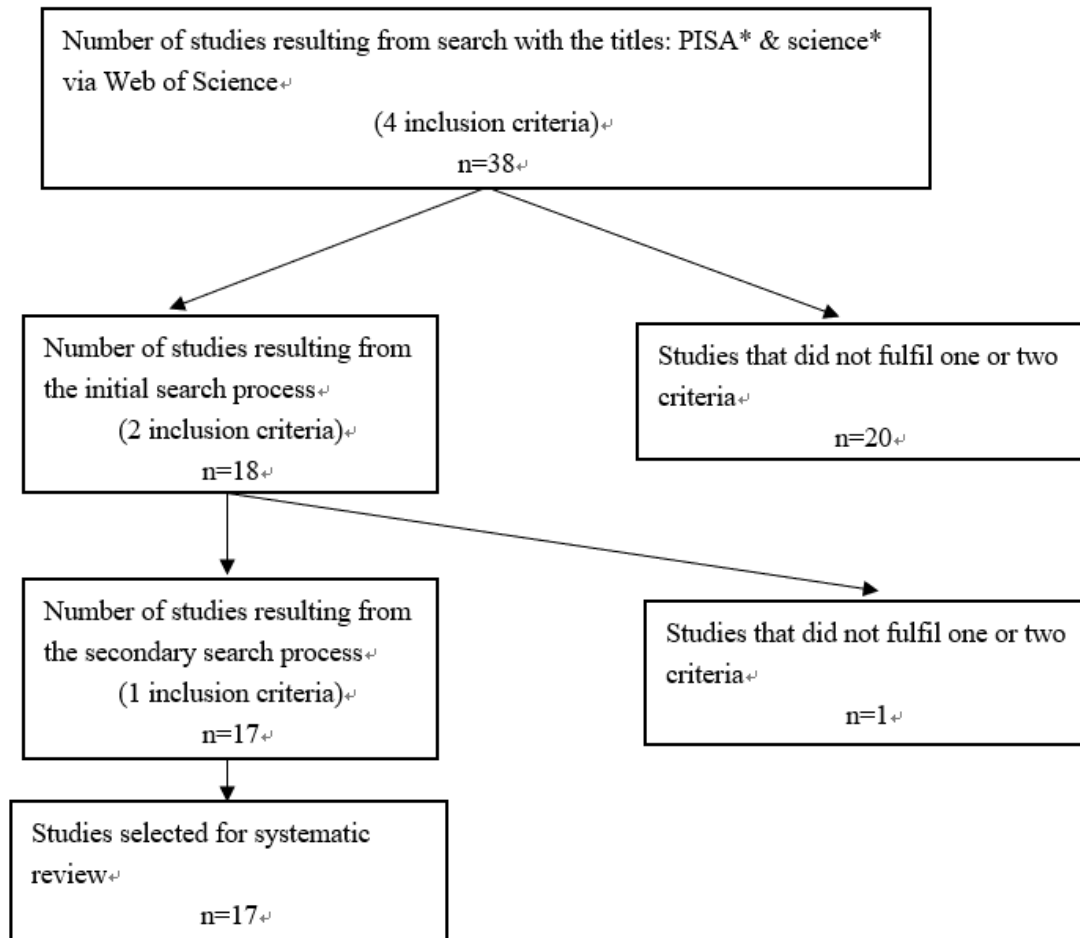 Number of studies resulting from search with the titles: PISA* & science*
via Web of Science↵
(4 inclusion criteria)↵
n=38↵
Number of studies resulting from
the initial search process↵
(2 inclusion criteria)↵
n=18↵
Studies that did not fulfil one or two
criteria↵
n=20↵
Number of studies resulting from
the secondary search process↵
(1 inclusion criteria)↵
n=17↵
Studies that did not fulfil one or two
criteria↵
n=1↵
Studies selected for systematic
review↵
n=17↵